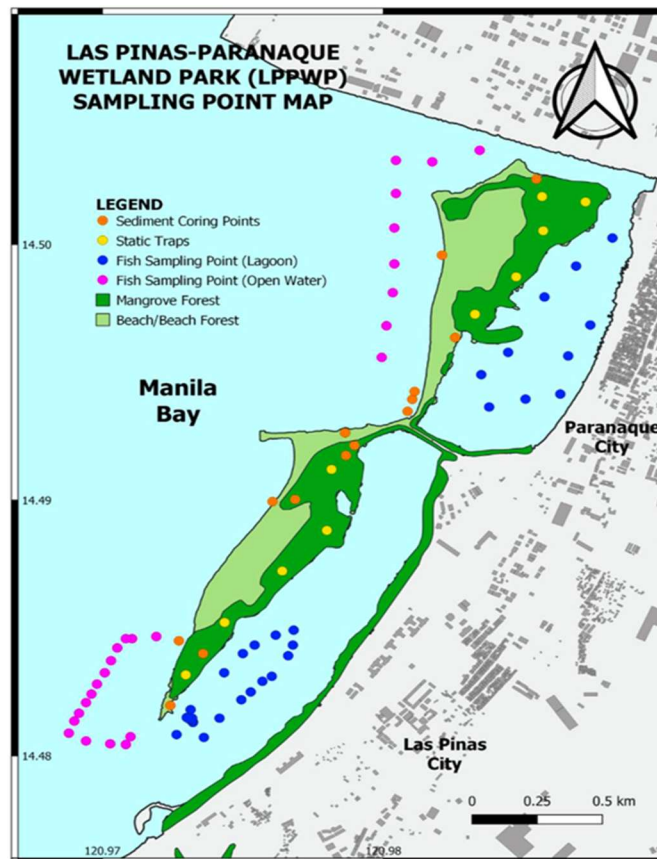 LAS PINAS-PARANAQUE
WETLAND PARK (LPPWP)
SAMPLING POINT MAP
LEGEND
Sediment Coring Points
Static Traps
Fish Sampling Point (Lagoon)
Fish Sampling Point (Open Water)
Mangrove Forest
Beach/Beach Forest
14.50
Manila
Bay
Paranaque
City
14.49
Las Pinas
City
14.48
0 0.25 0.5 km
120.97 120.98